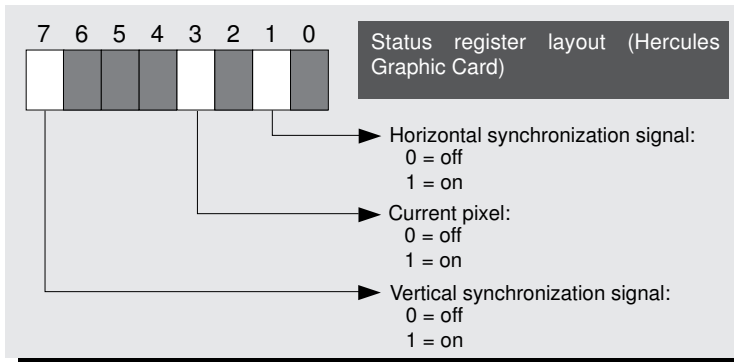 7 6 5 4 3 2 1 0
Status register layout (Hercules
Graphic Card)
Horizontal synchronization signal:
0 = off
1 = on
Current pixel:
0 = off
1 = on
Vertical synchronization signal:
0 = off
1 = on